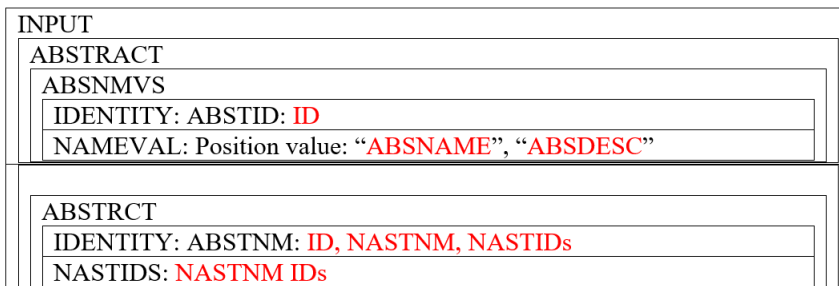 INPUT
ABSTRACT
ABSNMVS
IDENTITY: ABSTID: ID
NAMEVAL: Position value: “ABSNAME”, “ABSDESC”
ABSTRCT
IDENTITY: ABSTNM: ID, NASTNM, NASTIDs
NASTIDS: NASTNM IDs